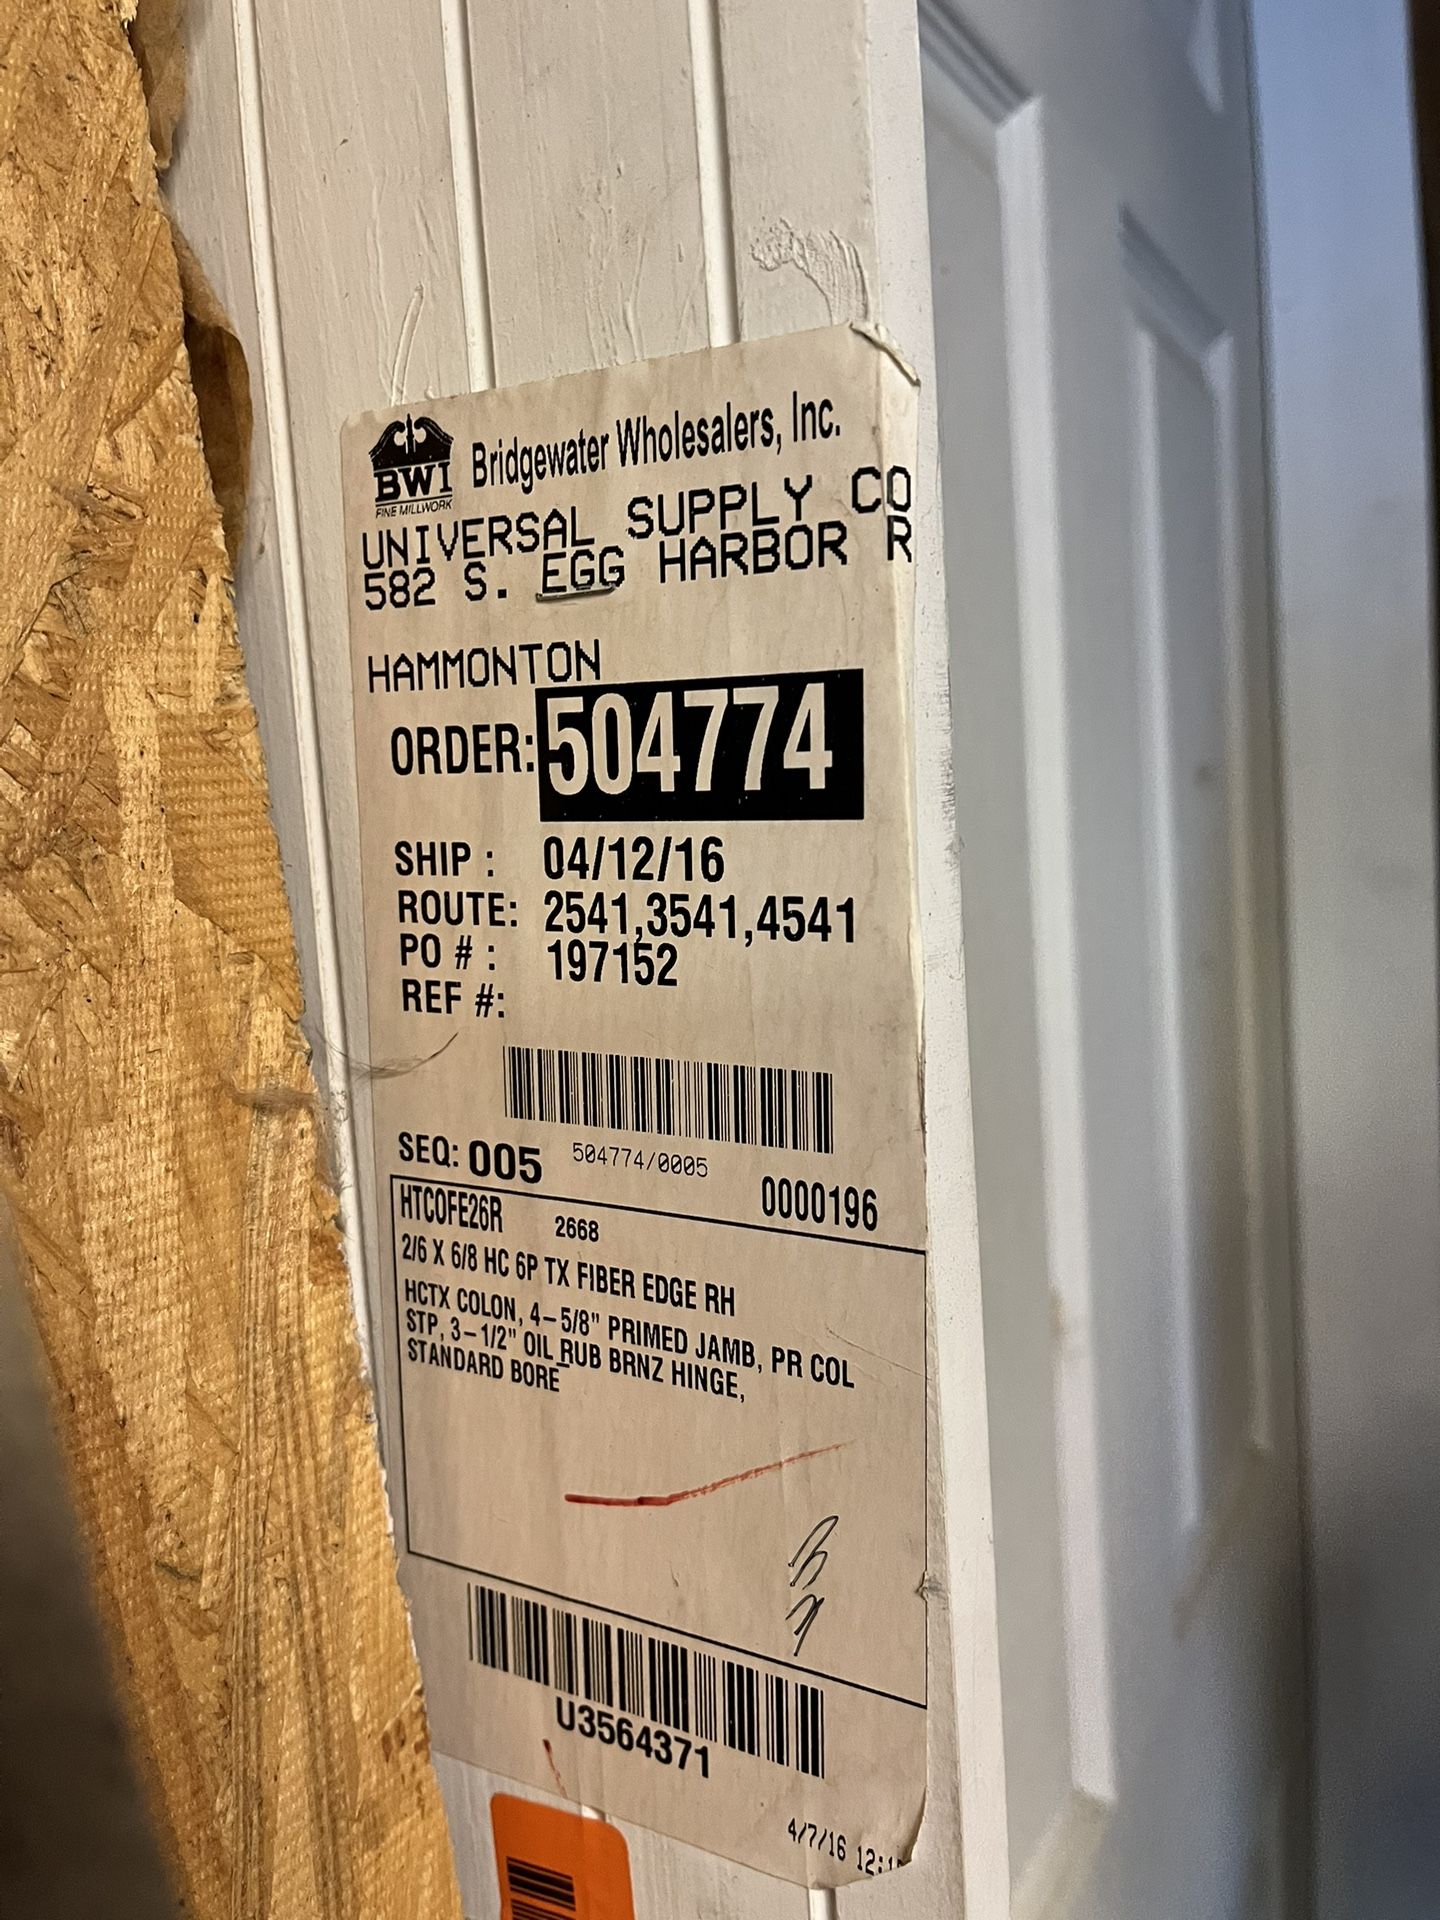 Bridgewater Wholesalers, Inc.
BWI
FINE MILLWORK
UNIVERSAL SUPPLY CO
582 S. EGG HARBOR R
HAMMONTON
ORDER: 504774
SHIP : 04/12/16
ROUTE: 2541,3541,4541
PO # : 197152
REF #:
SEQ: 005 504774/0005 0000196
HTCOFE26R 2668
2/6 X 6/8 HC 6P TX FIBER EDGE RH
HCTX COLON, 4-5/8" PRIMED JAMB, PR COL
STP, 3-1/2" OIL RUB BRNZ HINGE,
STANDARD BORE
U3564371
4/7/16